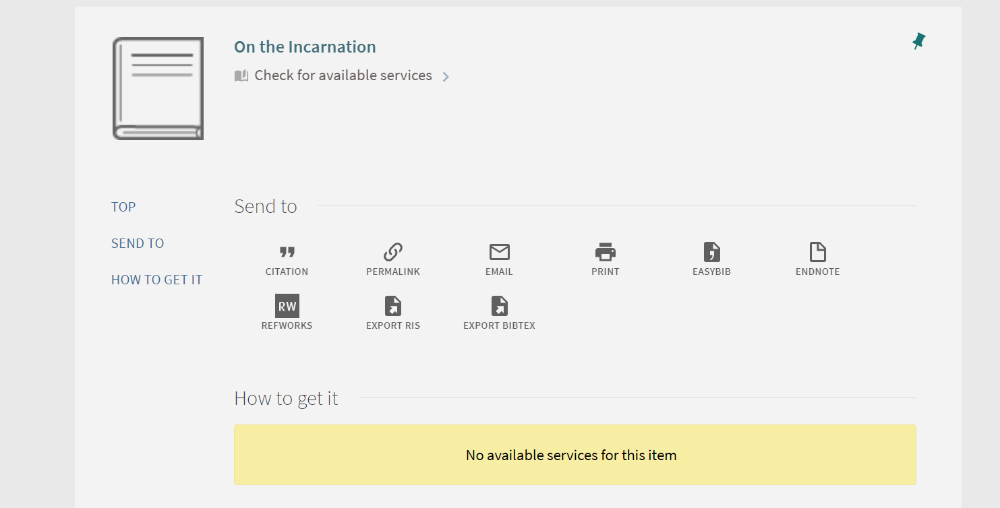 On the Incarnation
Check for available services
TOP
SEND TO
HOW TO GET IT
Send to
CITATION
PERMALINK
EMAIL
PRINT
EASYBIB
ENDNOTE
RW
REFWORKS
EXPORT RIS
EXPORT BIBTEX
How to get it
No available services for this item